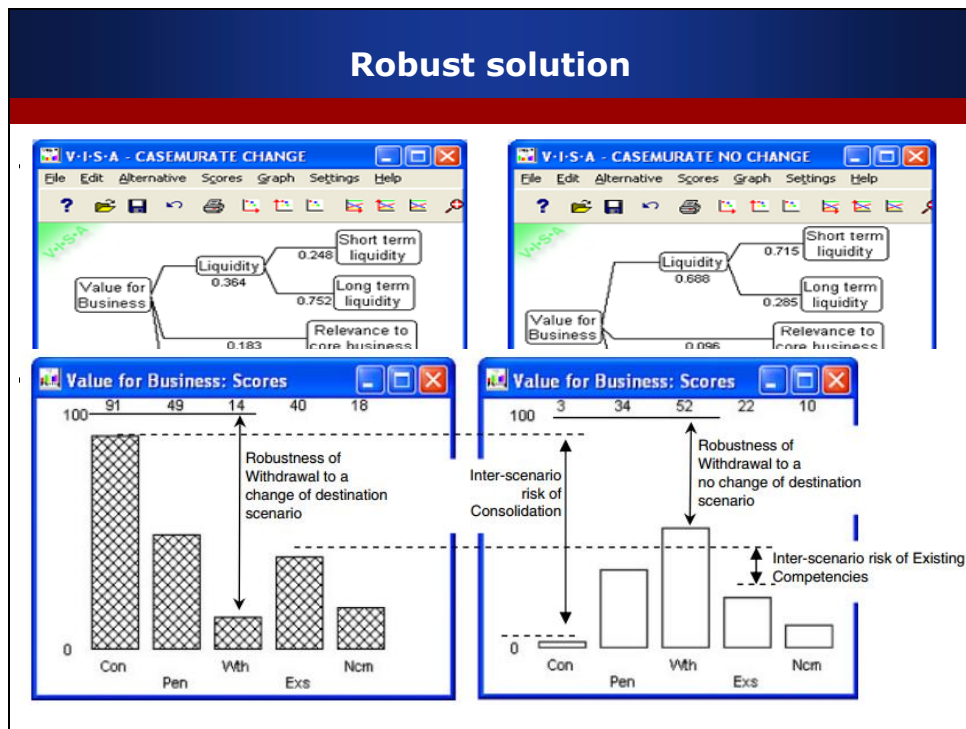 Robust solution
V·I·S·A - CASEMURATE CHANGE
File Edit Alternative Scores Graph Settings Help
?
V·I·S·A
Value for
Business
Liquidity
0.364
0.248
Short term
liquidity
0.752
Long term
liquidity
0.183
Relevance to
core business
V·I·S·A - CASEMURATE NO CHANGE
File Edit Alternative Scores Graph Settings Help
?
V·I·S·A
Value for
Business
Liquidity
0.688
0.715
Short term
liquidity
0.285
Long term
liquidity
0.096
Relevance to
core business
Value for Business: Scores
91 49 14 40 18
100
Robustness of
Withdrawal to a
change of destination
scenario
0
Con Pen Wth Exs Ncm
Value for Business: Scores
3 34 52 22 10
100
Inter-scenario
risk of
Consolidation
Robustness of
Withdrawal to a
no change of destination
scenario
Inter-scenario risk of Existing
Competencies
0
Con Pen Wth Exs Ncm